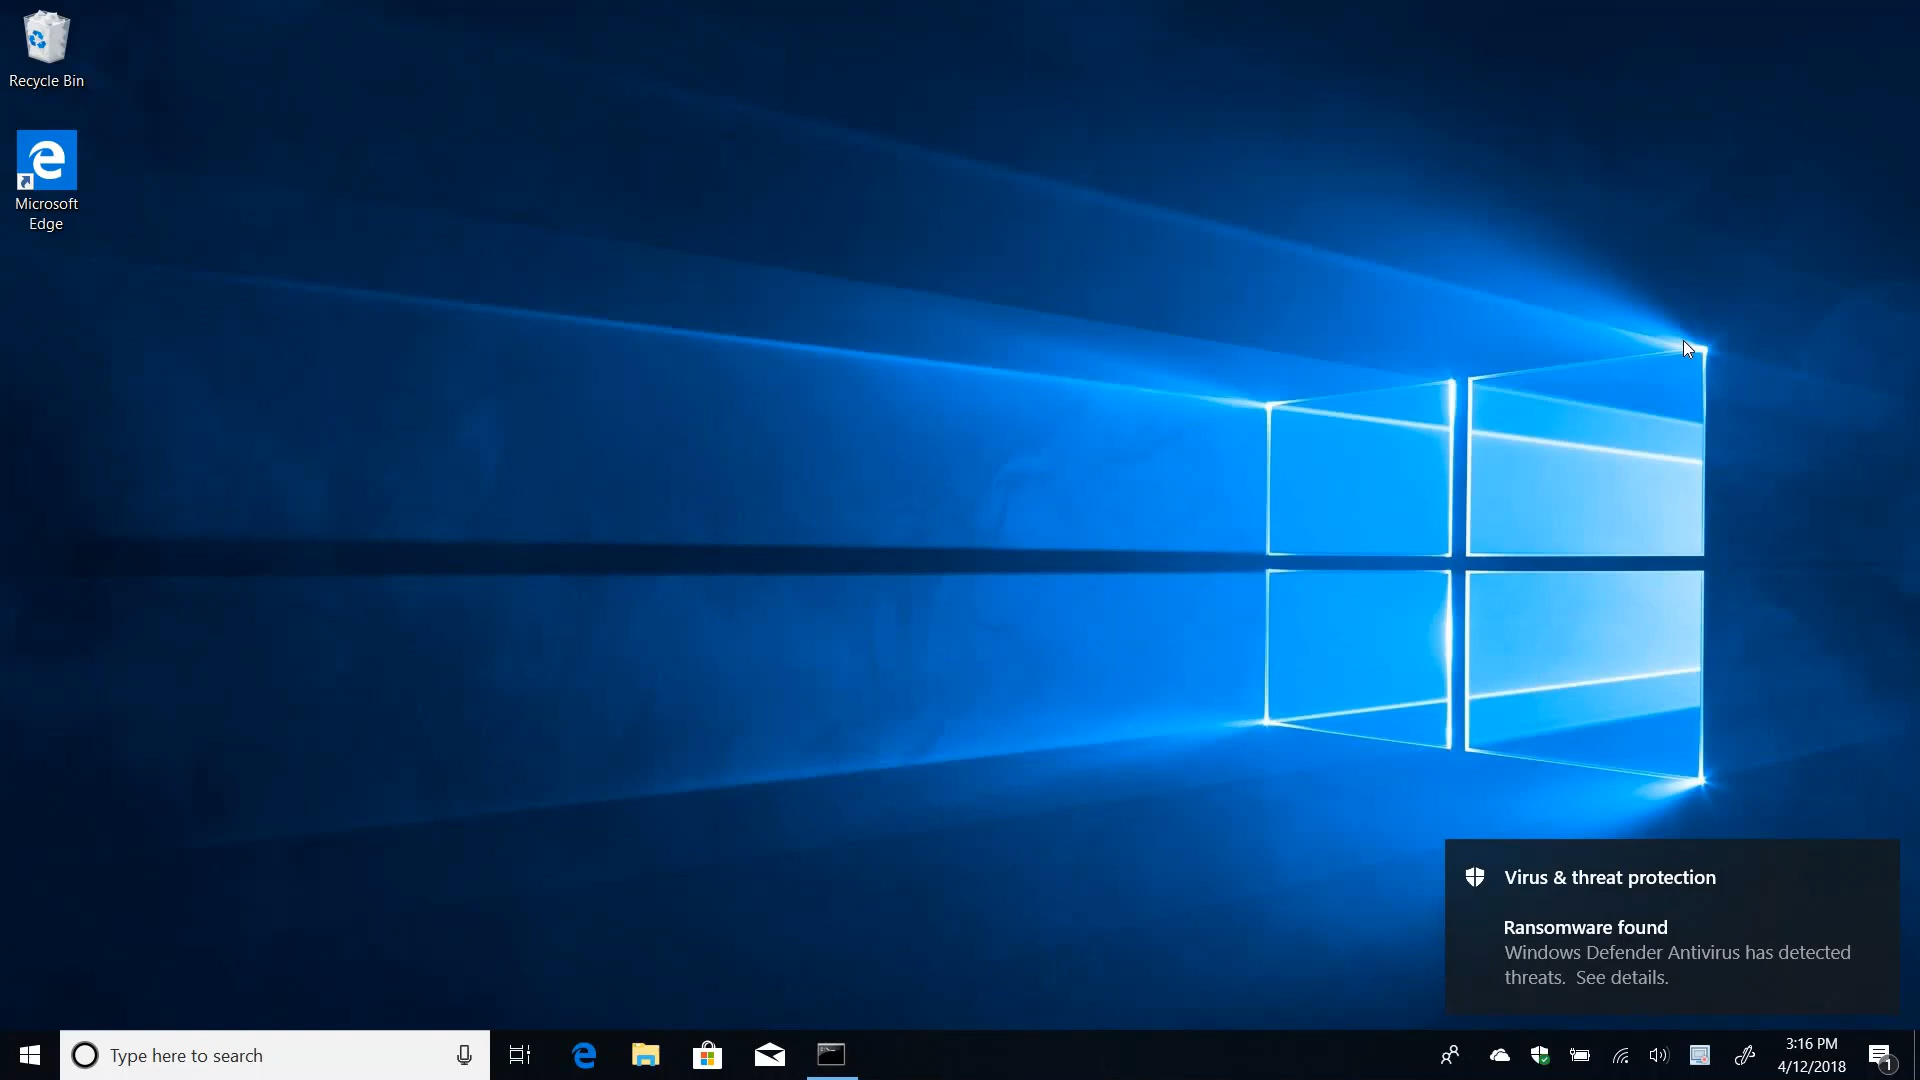 Recycle Bin
Microsoft
Edge
Virus & threat protection
Ransomware found
Windows Defender Antivirus has detected
threats.  See details.
Type here to search
3:16 PM
4/12/2018
1